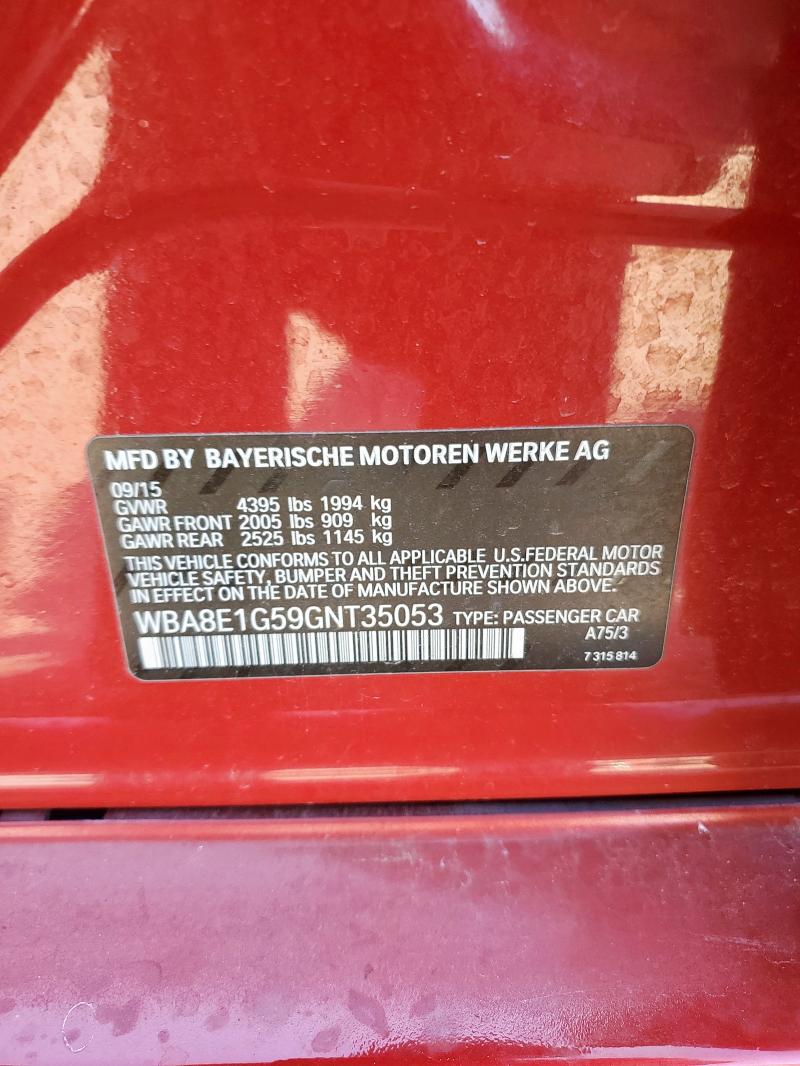 MFD BY BAYERISCHE MOTOREN WERKE AG
09/15
GVWR 4395 lbs 1994 kg
GAWR FRONT 2005 lbs 909 kg
GAWR REAR 2525 lbs 1145 kg
THIS VEHICLE CONFORMS TO ALL APPLICABLE U.S.FEDERAL MOTOR
VEHICLE SAFETY, BUMPER AND THEFT PREVENTION STANDARDS
IN EFFECT ON THE DATE OF MANUFACTURE SHOWN ABOVE.
WBA8E1G59GNT35053 TYPE: PASSENGER CAR
A75/3
7 315 814